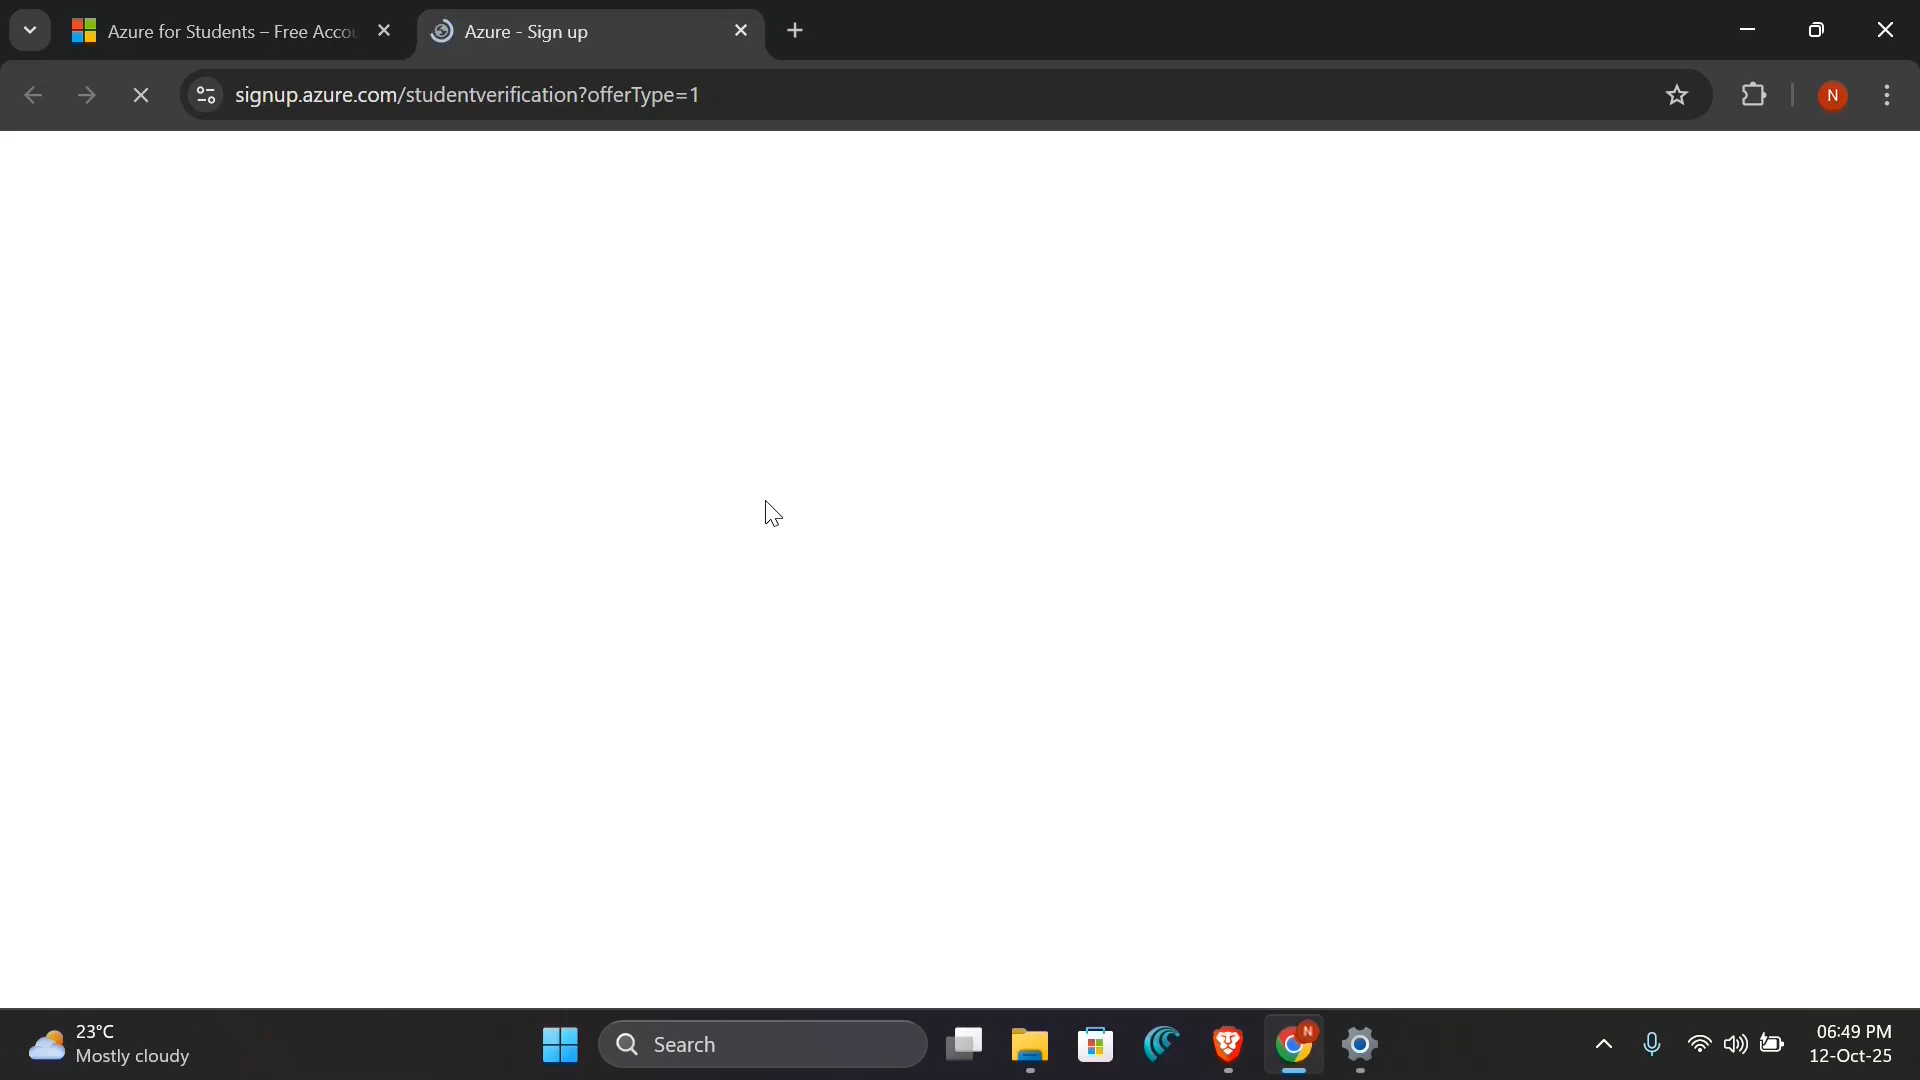 Azure for Students – Free Accou
Azure - Sign up
signup.azure.com/studentverification?offerType=1
N
N
23°C
Mostly cloudy
Search
06:49 PM
12-Oct-25